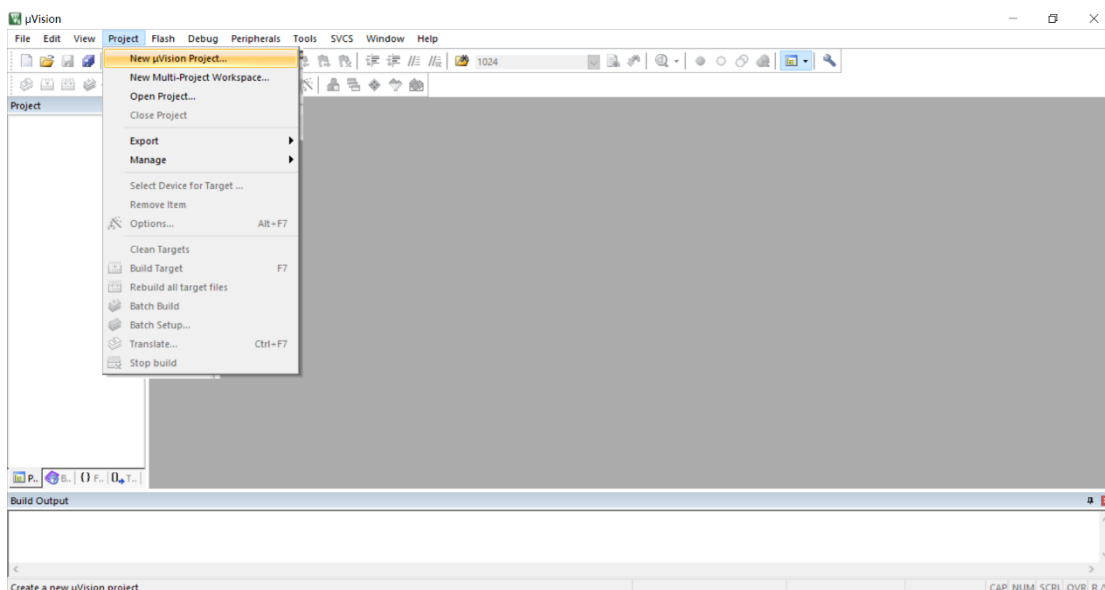 µVision
File Edit View Project Flash Debug Peripherals Tools SVCS Window Help
New µVision Project...
1024
New Multi-Project Workspace...
Open Project...
Project
Close Project
Export
Manage
Select Device for Target ...
Remove Item
Options... Alt+F7
Clean Targets
Build Target F7
Rebuild all target files
Batch Build
Batch Setup...
Translate... Ctrl+F7
Stop build
P.. B.. {} F.. 0 T..
Build Output
Create a new µVision project CAP NUM SCRL OVR R